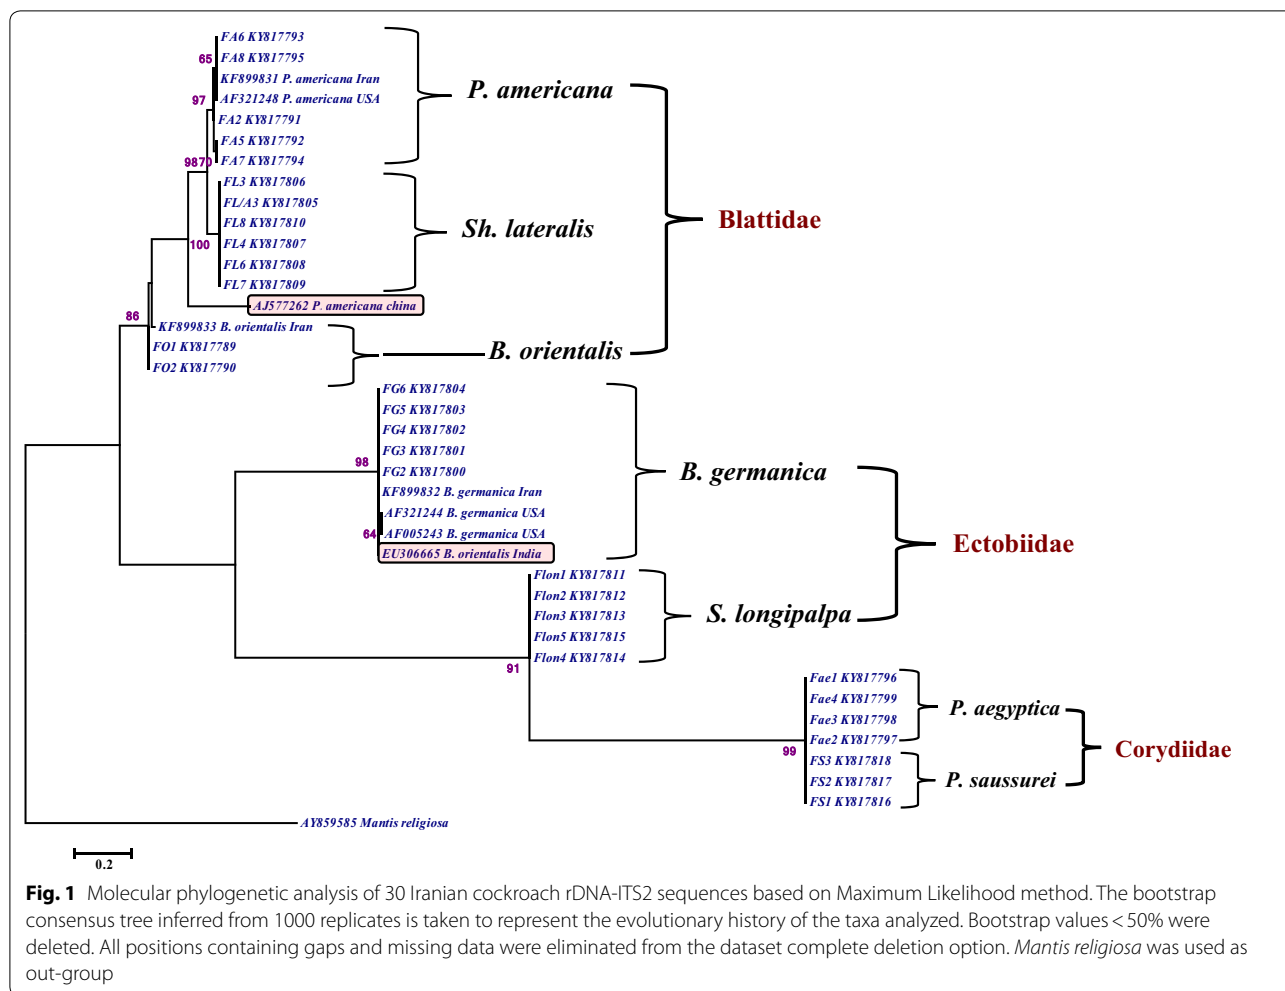 FA6 KY817793
65
FA8 KY817795
KF899831 P. americana Iran
P. americana
97
AF321248 P. americana USA
FA2 KY817791
FA5 KY817792
9870
FA7 KY817794
FL3 KY817806
FL/A3 KY817805
FL8 KY817810
Sh. lateralis
Blattidae
100
FL4 KY817807
FL6 KY817808
FL7 KY817809
AJ577262 P. americana china
86
KF899833 B. orientalis Iran
FO1 KY817789
B. orientalis
FO2 KY817790
FG6 KY817804
FG5 KY817803
FG4 KY817802
FG3 KY817801
98
FG2 KY817800
B. germanica
KF899832 B. germanica Iran
AF321244 B. germanica USA
64
AF005243 B. germanica USA
EU306665 B. orientalis India
Ectobiidae
Flon1 KY817811
Flon2 KY817812
Flon3 KY817813
S. longipalpa
Flon5 KY817815
91
Flon4 KY817814
Fae1 KY817796
Fae4 KY817799
P. aegyptica
Fae3 KY817798
Fae2 KY817797
99
Corydiidae
FS3 KY817818
FS2 KY817817
P. saussurei
FS1 KY817816
AY859585 Mantis religiosa
0.2
Fig. 1 Molecular phylogenetic analysis of 30 Iranian cockroach rDNA-ITS2 sequences based on Maximum Likelihood method. The bootstrap
consensus tree inferred from 1000 replicates is taken to represent the evolutionary history of the taxa analyzed. Bootstrap values < 50% were
deleted. All positions containing gaps and missing data were eliminated from the dataset complete deletion option. Mantis religiosa was used as
out-group